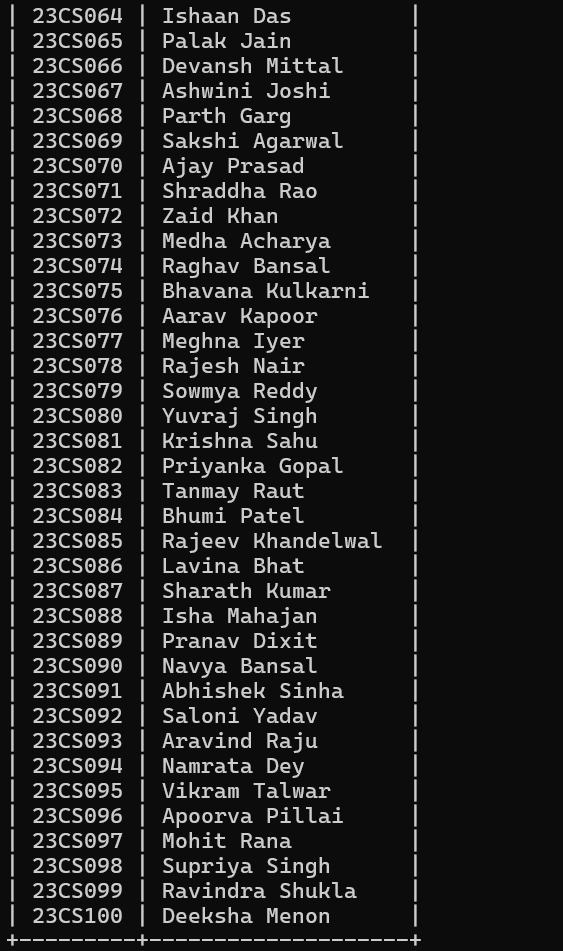 | 23CS064 | Ishaan Das |
| 23CS065 | Palak Jain |
| 23CS066 | Devansh Mittal |
| 23CS067 | Ashwini Joshi |
| 23CS068 | Parth Garg |
| 23CS069 | Sakshi Agarwal |
| 23CS070 | Ajay Prasad |
| 23CS071 | Shraddha Rao |
| 23CS072 | Zaid Khan |
| 23CS073 | Medha Acharya |
| 23CS074 | Raghav Bansal |
| 23CS075 | Bhavana Kulkarni |
| 23CS076 | Aarav Kapoor |
| 23CS077 | Meghna Iyer |
| 23CS078 | Rajesh Nair |
| 23CS079 | Sowmya Reddy |
| 23CS080 | Yuvraj Singh |
| 23CS081 | Krishna Sahu |
| 23CS082 | Priyanka Gopal |
| 23CS083 | Tanmay Raut |
| 23CS084 | Bhumi Patel |
| 23CS085 | Rajeev Khandelwal |
| 23CS086 | Lavina Bhat |
| 23CS087 | Sharath Kumar |
| 23CS088 | Isha Mahajan |
| 23CS089 | Pranav Dixit |
| 23CS090 | Navya Bansal |
| 23CS091 | Abhishek Sinha |
| 23CS092 | Saloni Yadav |
| 23CS093 | Aravind Raju |
| 23CS094 | Namrata Dey |
| 23CS095 | Vikram Talwar |
| 23CS096 | Apoorva Pillai |
| 23CS097 | Mohit Rana |
| 23CS098 | Supriya Singh |
| 23CS099 | Ravindra Shukla |
| 23CS100 | Deeksha Menon |
+---------+--------------------+